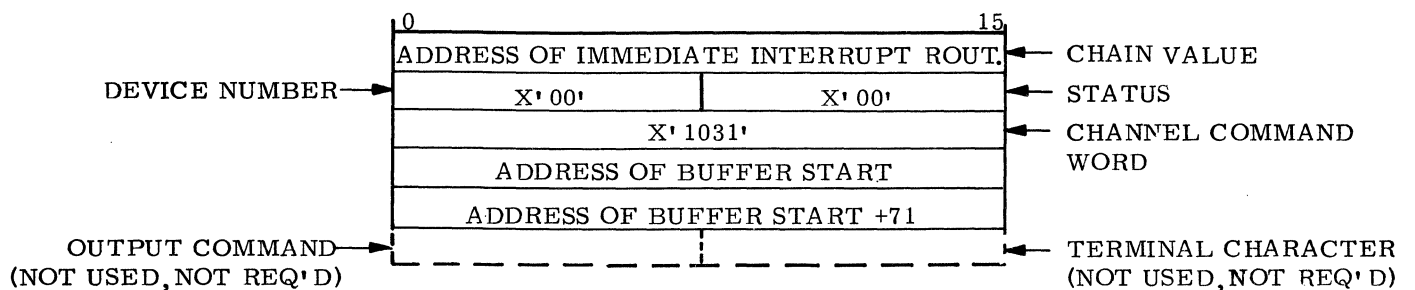 0 15
ADDRESS OF IMMEDIATE INTERRUPT ROUT. CHAIN VALUE
DEVICE NUMBER X'00' X'00' STATUS
X'1031' CHANNEL COMMAND
WORD
ADDRESS OF BUFFER START
ADDRESS OF BUFFER START +71
OUTPUT COMMAND TERMINAL CHARACTER
(NOT USED, NOT REQ'D) (NOT USED, NOT REQ'D)